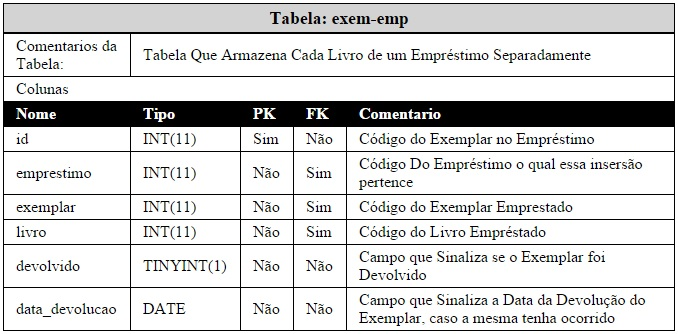 Tabela: exem-emp
Comentarios da
Tabela:
Tabela Que Armazena Cada Livro de um Empréstimo Separadamente
Colunas
Nome Tipo PK FK Comentario
id INT(11) Sim Não Código do Exemplar no Empréstimo
emprestimo INT(11) Não Sim Código Do Empréstimo o qual essa insersão
pertence
exemplar INT(11) Não Sim Código do Exemplar Emprestado
livro INT(11) Não Sim Código do Livro Empréstado
devolvido TINYINT(1) Não Não Campo que Sinaliza se o Exemplar foi
Devolvido
data_devolucao DATE Não Não Campo que Sinaliza a Data da Devolução do
Exemplar, caso a mesma tenha ocorrido